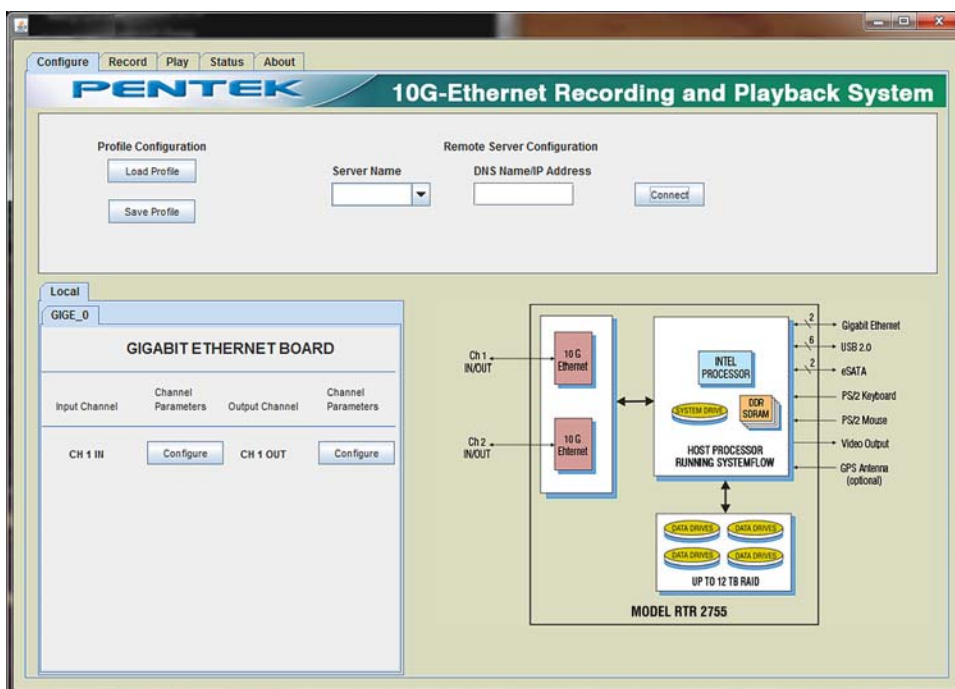 Configure Record Play Status About
PENTEK 10G-Ethernet Recording and Playback System
Profile Configuration
Load Profile
Save Profile
Remote Server Configuration
Server Name
DNS Name/IP Address
Connect
Local
GIGE_0
GIGABIT ETHERNET BOARD
Input Channel
Channel
Parameters
Output Channel
Channel
Parameters
CH 1 IN
Configure
CH 1 OUT
Configure
Ch 1
IN/OUT
10 G
Ethernet
Ch 2
IN/OUT
10 G
Ehternet
INTEL
PROCESSOR
SYSTEM DRIVE
DDR
SDRAM
HOST PROCESSOR
RUNNING SYSTEMFLOW
2
Gigabit Ethernet
6
USB 2.0
2
eSATA
PS/2 Keyboard
PS/2 Mouse
Video Output
GPS Antenna
(optional)
DATA DRIVES
DATA DRIVES
DATA DRIVES
DATA DRIVES
UP TO 12 TB RAID
MODEL RTR 2755